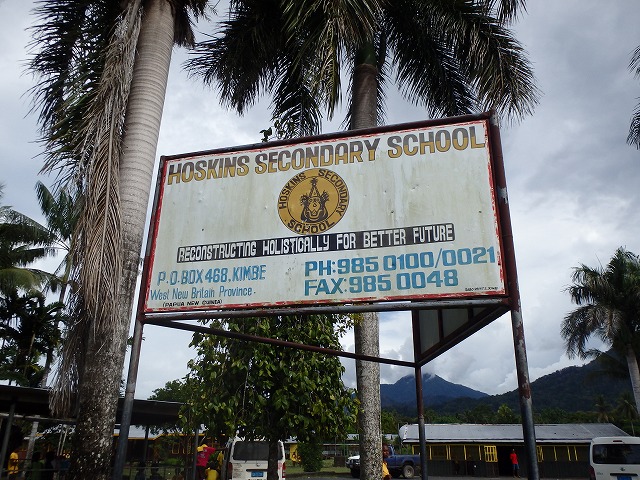 HOSKINS SECONDARY SCHOOL
HOSKINS SECONDARY
SCHOOL
RECONSTRUCTING HOLISTICALLY FOR BETTER FUTURE
P.O.BOX 468, KIMBE
West New Britain Province.
(PAPUA NEW GUINEA)
PH:985 0100/0021
FAX:985 0048